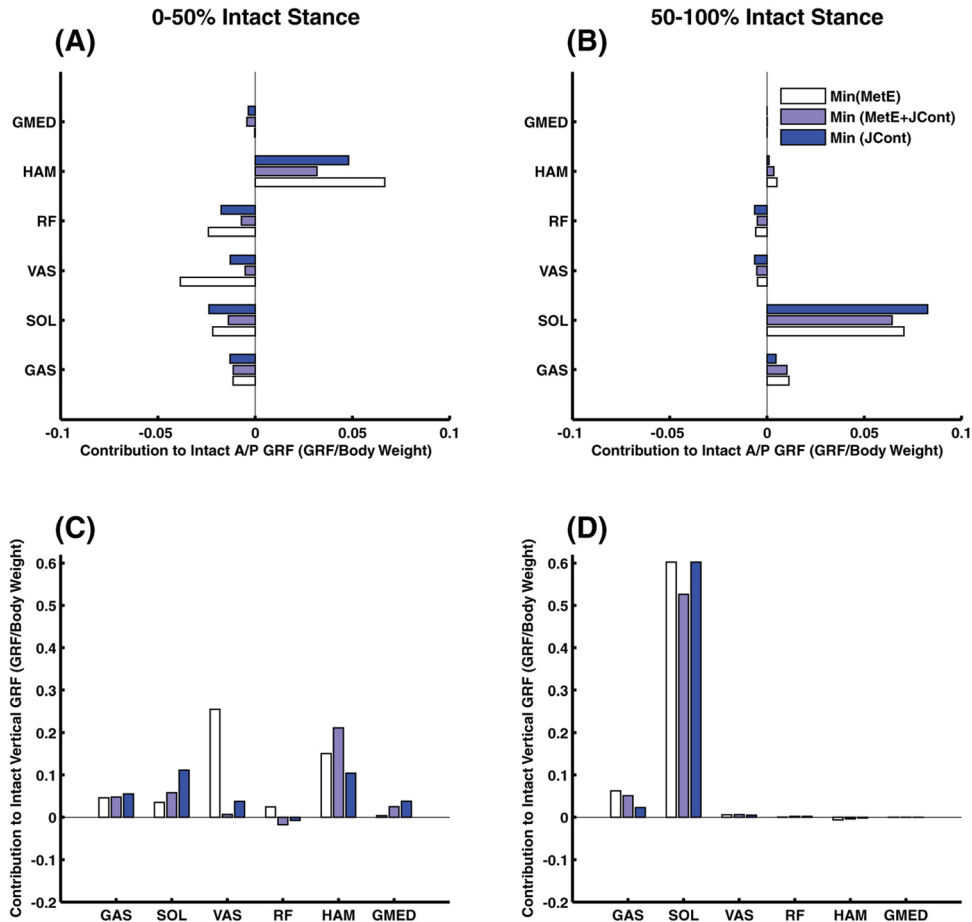 0-50% Intact Stance
50-100% Intact Stance
(A)
(B)
GMED
HAM
RF
VAS
SOL
GAS
-0.1
-0.05
0
0.05
0.1
Contribution to Intact A/P GRF (GRF/Body Weight)
Min(MetE)
Min (MetE+JCont)
Min (JCont)
GMED
HAM
RF
VAS
SOL
GAS
-0.1
-0.05
0
0.05
0.1
Contribution to Intact A/P GRF (GRF/Body Weight)
(C)
Contribution to Intact Vertical GRF (GRF/Body Weight)
0.6
0.5
0.4
0.3
0.2
0.1
0
-0.1
-0.2
GAS
SOL
VAS
RF
HAM
GMED
(D)
Contribution to Intact Vertical GRF (GRF/Body Weight)
0.6
0.5
0.4
0.3
0.2
0.1
0
-0.1
-0.2
GAS
SOL
VAS
RF
HAM
GMED